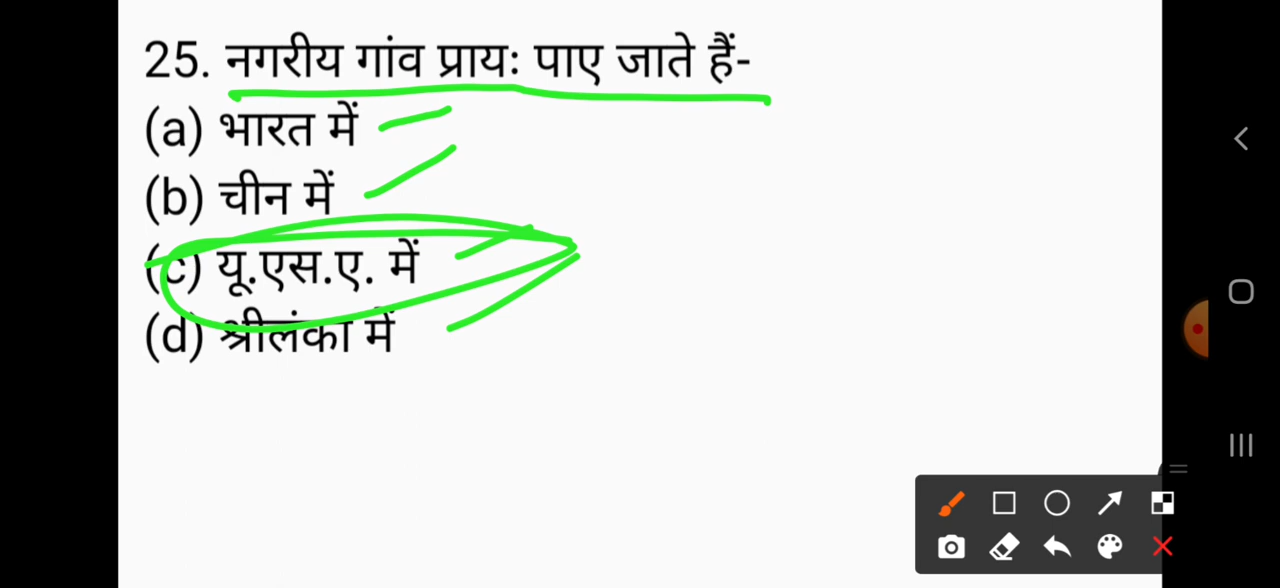 25. नगरीय गांव प्रायः पाए जाते हैं-
(a) भारत में
(b) चीन में
(c) यू.एस.ए. में
(d) श्रीलंका में